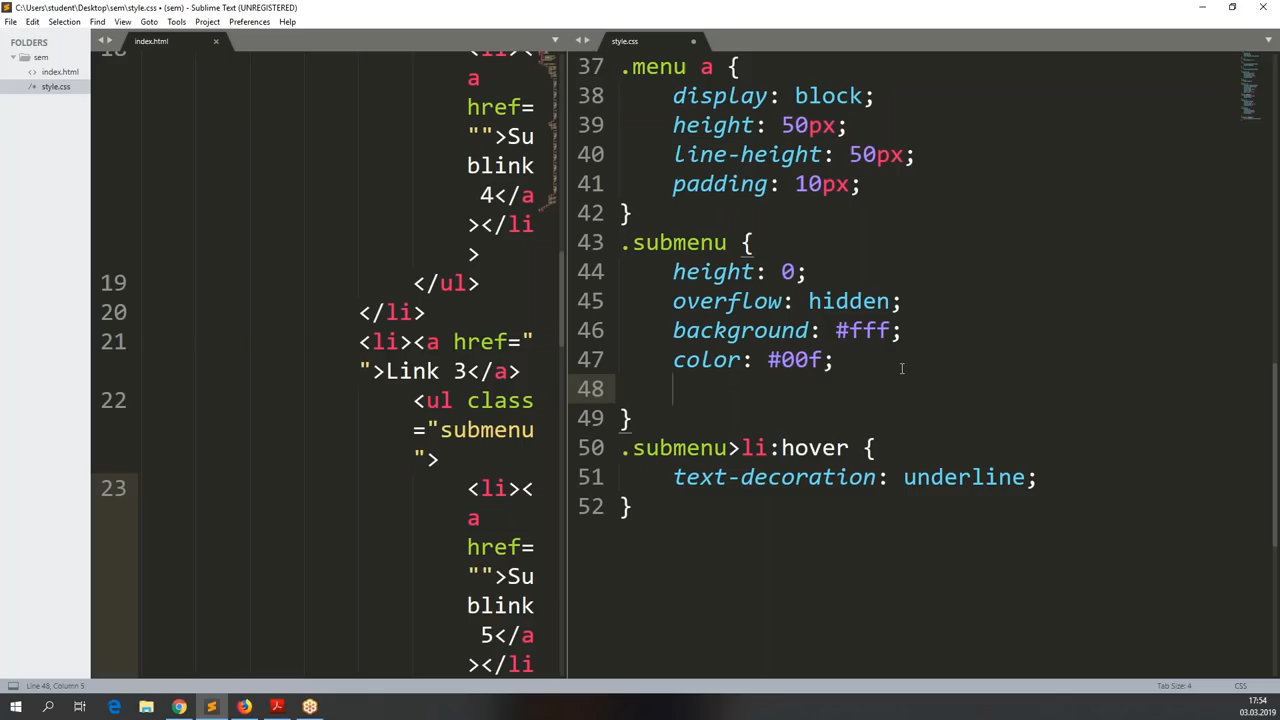 C:\Users\student\Desktop\sem\style.css • (sem) - Sublime Text (UNREGISTERED)
File Edit Selection Find View Goto Tools Project Preferences Help
FOLDERS
sem
index.html
style.css
index.html
18
<li><
a
href=
"">Su
blink
4</a
></li
>
19 </ul>
20 </li>
21 <li><a href="
">Link 3</a>
22 <ul class
="submenu
">
23 <li><
a
href=
"">Su
blink
5</a
></li
style.css
37 .menu a {
38 display: block;
39 height: 50px;
40 line-height: 50px;
41 padding: 10px;
42 }
43 .submenu {
44 height: 0;
45 overflow: hidden;
46 background: #fff;
47 color: #00f;
48
49 }
50 .submenu>li:hover {
51 text-decoration: underline;
52 }
Line 48, Column 5
Tab Size: 4
CSS
17:54
03.03.2019